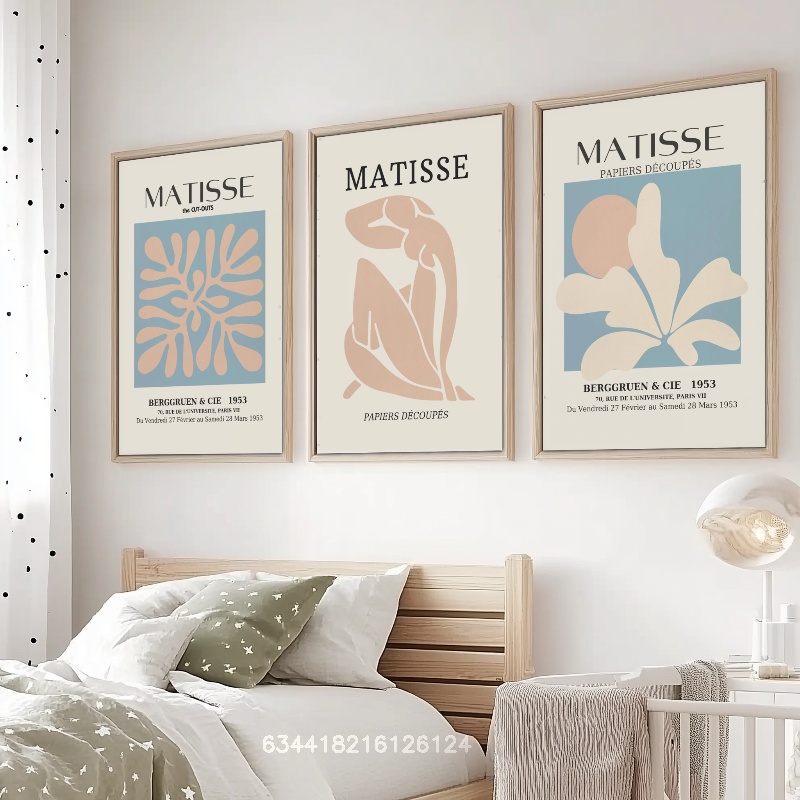 MATISSE
the CUT-OUTS
BERGGRUEN & CIE 1953
70, RUE DE L'UNIVERSITE, PARIS VII
Du Vendredi 27 Février au Samedi 28 Mars 1953
MATISSE
PAPIERS DÉCOUPÉS
MATISSE
PAPIERS DÉCOUPÉS
BERGGRUEN & CIE 1953
70, RUE DE L'UNIVERSITE, PARIS VII
Du Vendredi 27 Février au Samedi 28 Mars 1953
634418216126124